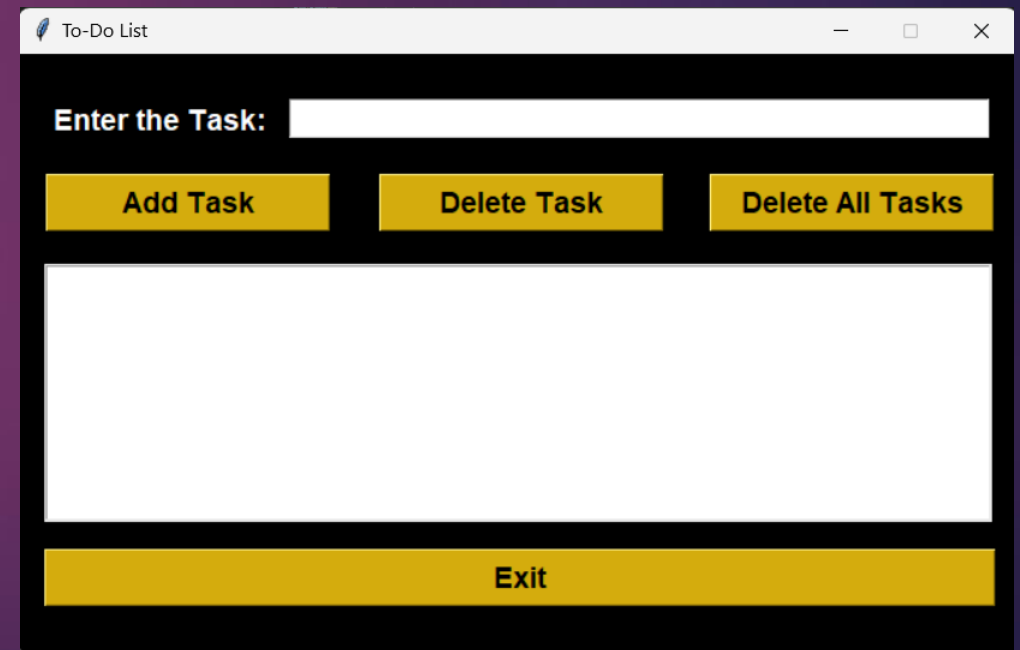 To-Do List
Enter the Task:
Add Task Delete Task Delete All Tasks
Exit